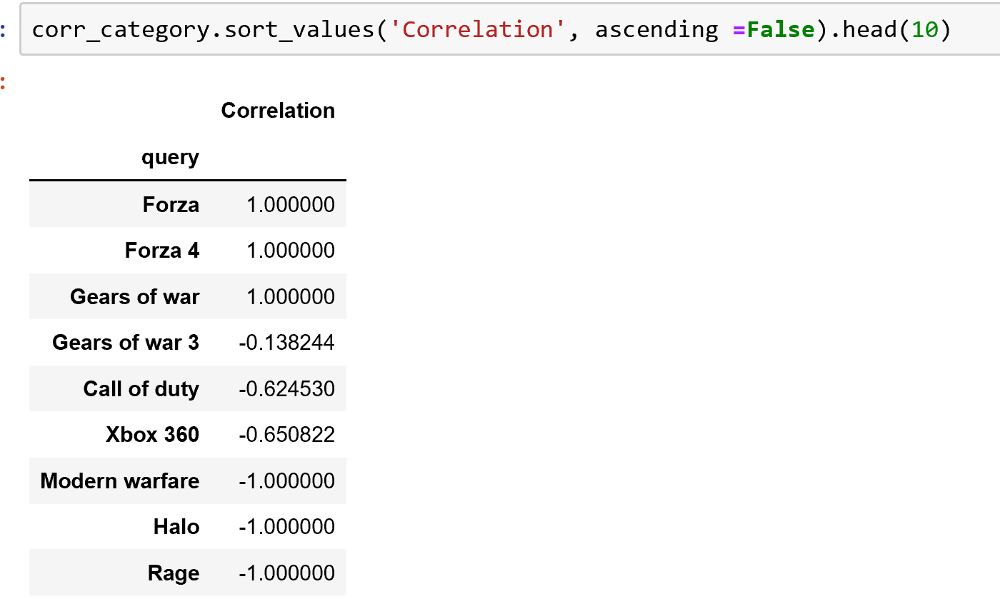 : corr_category.sort_values('Correlation', ascending =False).head(10)
:
Correlation
query
Forza 1.000000
Forza 4 1.000000
Gears of war 1.000000
Gears of war 3 -0.138244
Call of duty -0.624530
Xbox 360 -0.650822
Modern warfare -1.000000
Halo -1.000000
Rage -1.000000